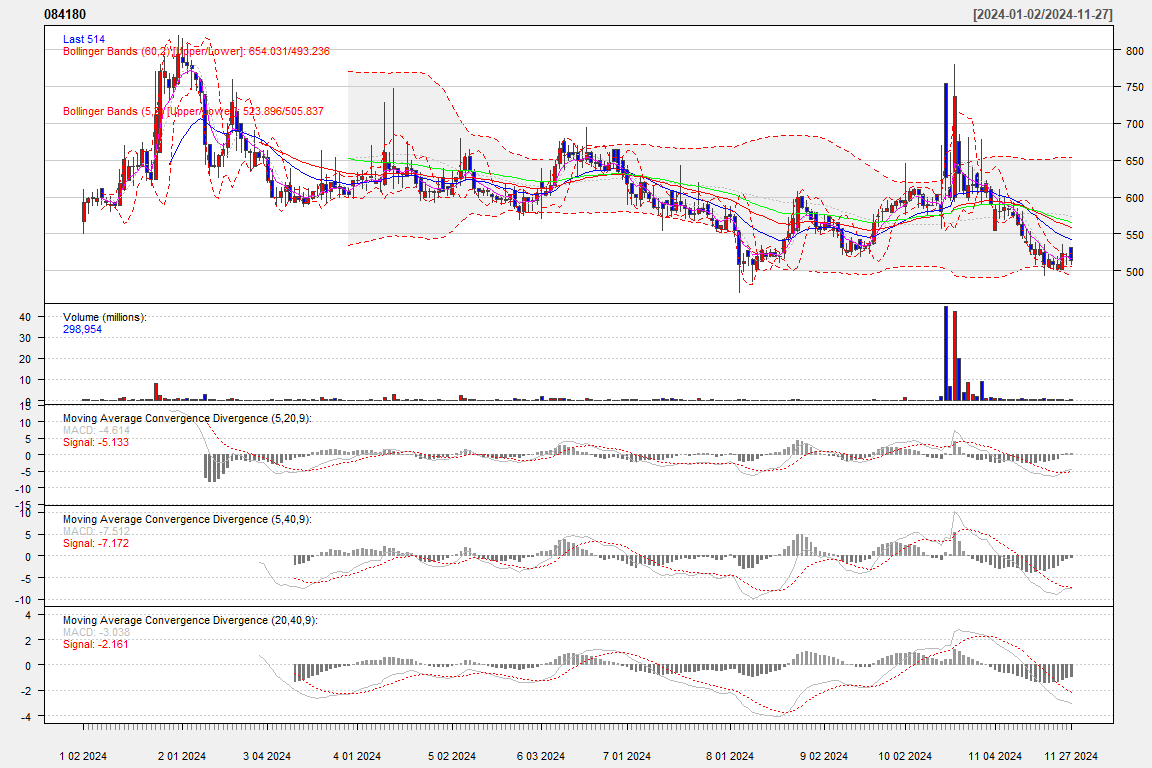 084180 [2024-01-02/2024-11-27]
Last 514
Bollinger Bands (60,2) [Upper/Lower]: 654.031/493.236
Bollinger Bands (5,2) [Upper/Lower]: 523.896/505.837
800
750
700
650
600
550
500
Volume (millions):
298,954
40
30
20
10
0
Moving Average Convergence Divergence (5,20,9):
MACD: -4.614
Signal: -5.133
15
10
5
0
-5
-10
-15
Moving Average Convergence Divergence (5,40,9):
MACD: -7.512
Signal: -7.172
10
5
0
-5
-10
Moving Average Convergence Divergence (20,40,9):
MACD: -3.038
Signal: -2.161
4
2
0
-2
-4
1 02 2024 2 01 2024 3 04 2024 4 01 2024 5 02 2024 6 03 2024 7 01 2024 8 01 2024 9 02 2024 10 02 2024 11 04 2024 11 27 2024